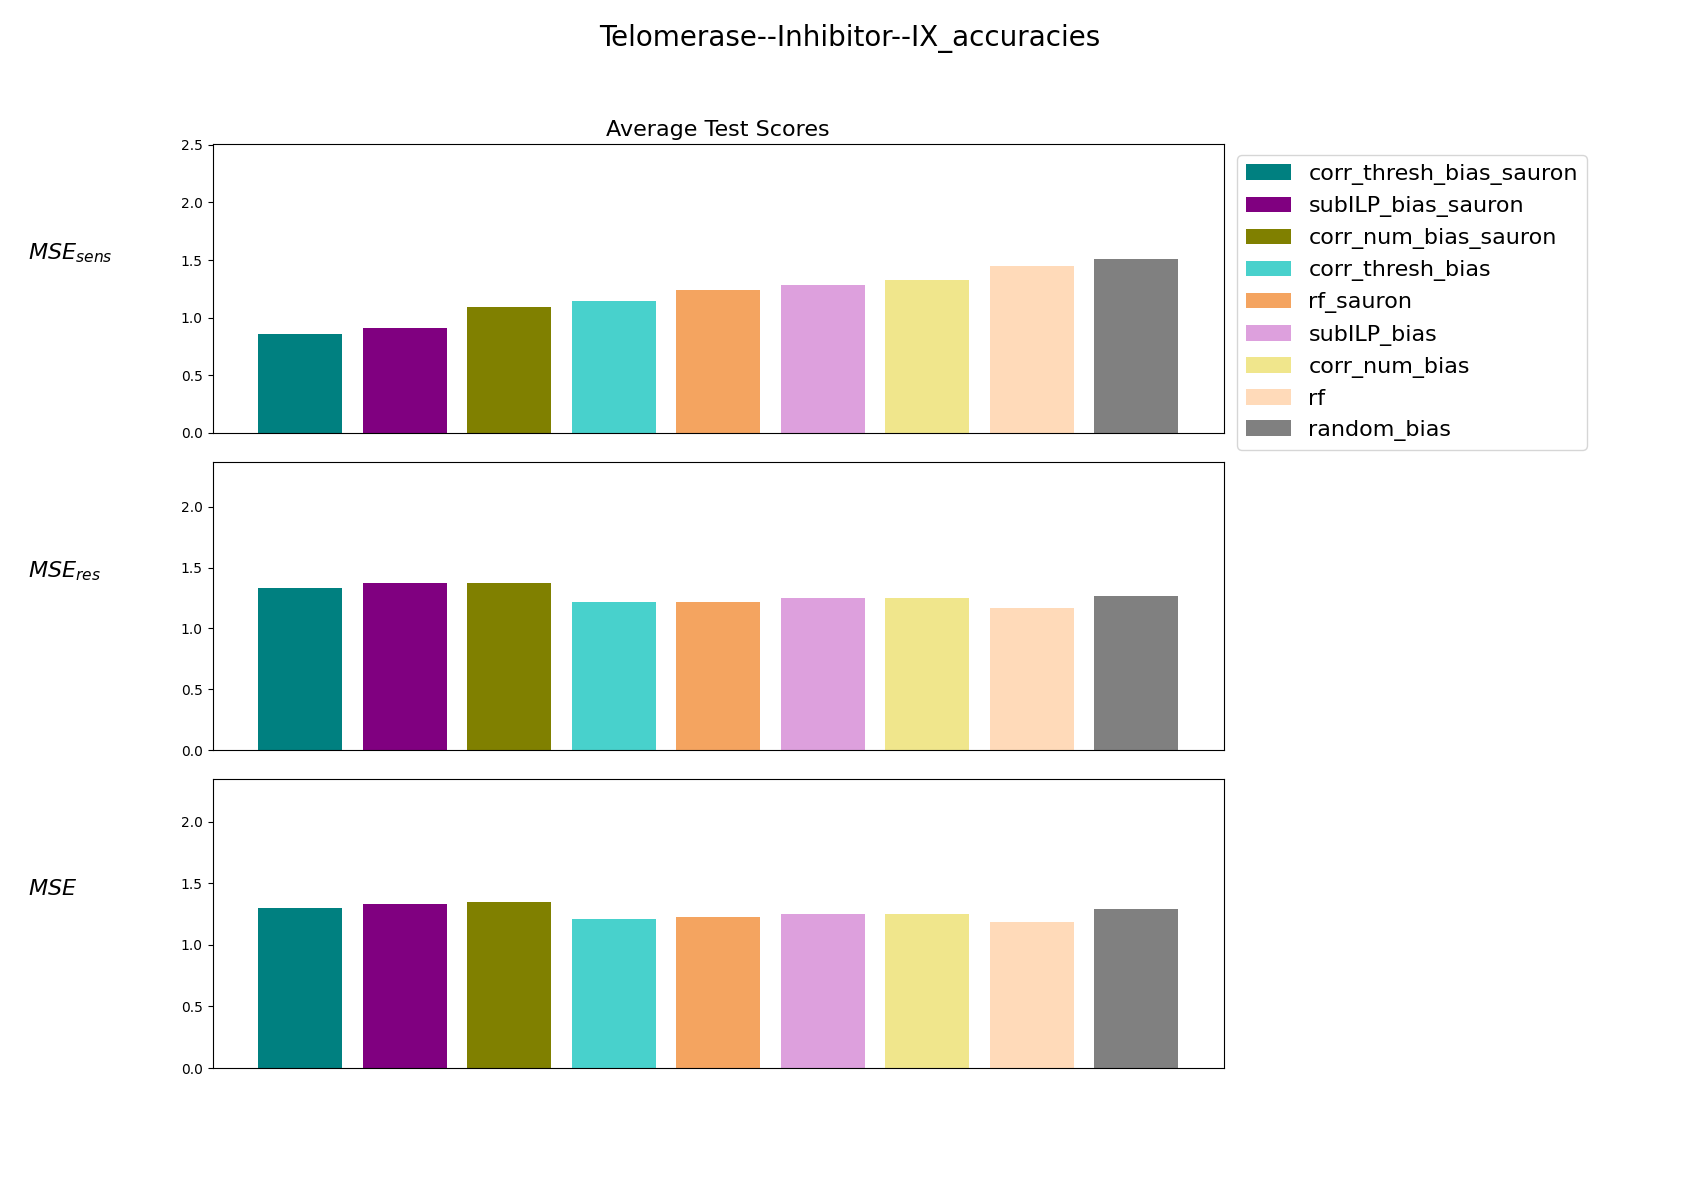 Telomerase--Inhibitor--IX_accuracies
Average Test Scores
MSE_sens
2.5
2.0
1.5
1.0
0.5
0.0
corr_thresh_bias_sauron
subILP_bias_sauron
corr_num_bias_sauron
corr_thresh_bias
rf_sauron
subILP_bias
corr_num_bias
rf
random_bias
MSE_res
2.0
1.5
1.0
0.5
0.0
MSE
2.0
1.5
1.0
0.5
0.0